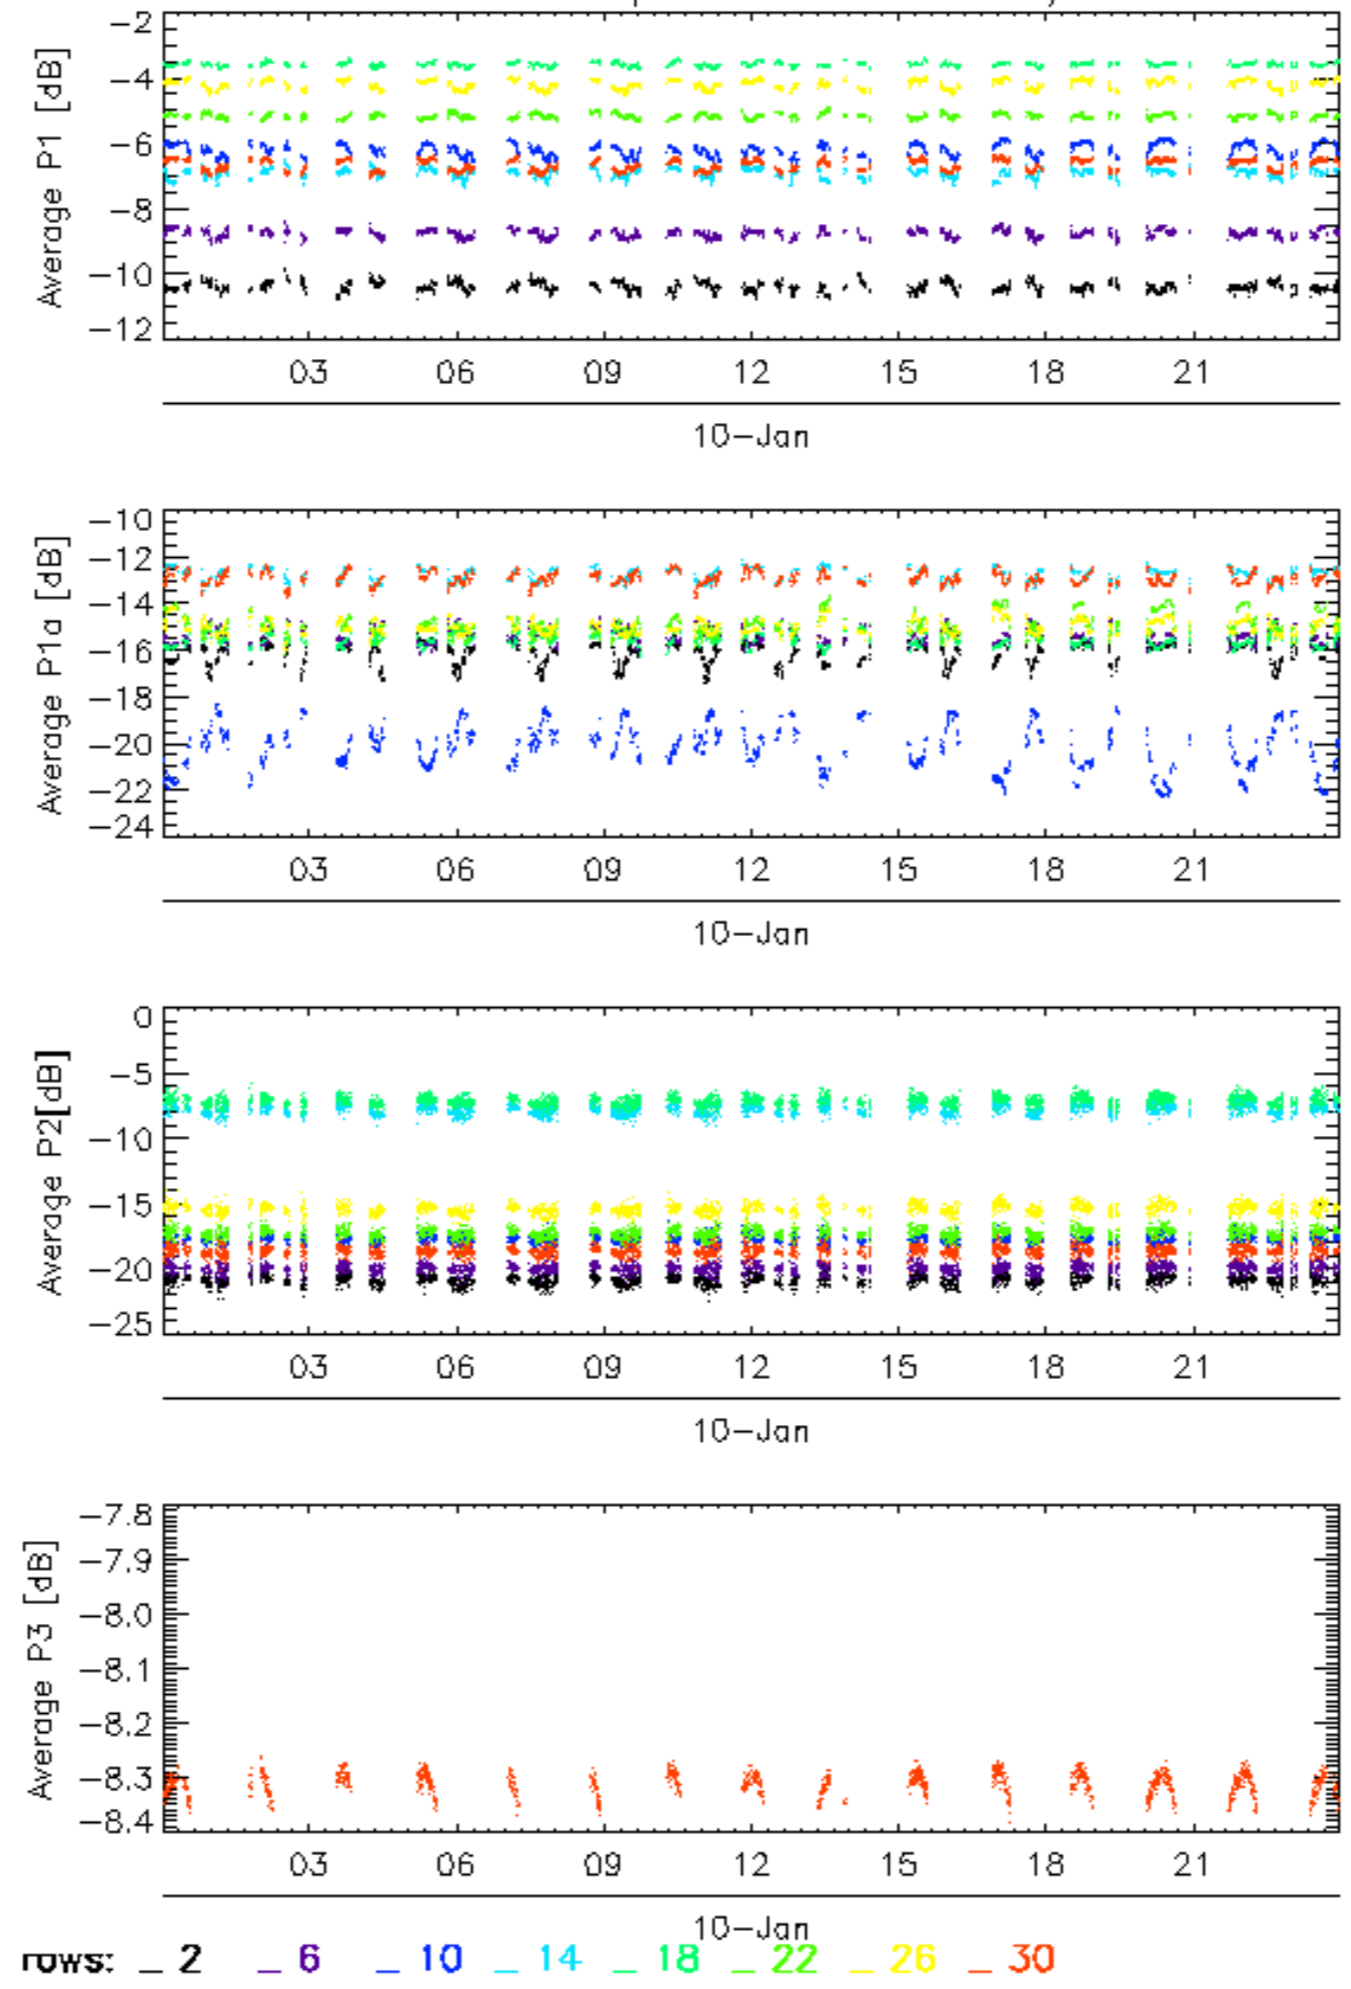 Average P1 [dB]
-2
-4
-6
-8
-10
-12
03 06 09 12 15 18 21
10-Jan
Average P1a [dB]
-10
-12
-14
-16
-18
-20
-22
-24
03 06 09 12 15 18 21
10-Jan
Average P2[dB]
0
-5
-10
-15
-20
-25
03 06 09 12 15 18 21
10-Jan
Average P3 [dB]
-7.8
-7.9
-8.0
-8.1
-8.2
-8.3
-8.4
03 06 09 12 15 18 21
10-Jan
rows: _ 2 _ 6 _ 10 _ 14 _ 18 _ 22 _ 26 _ 30